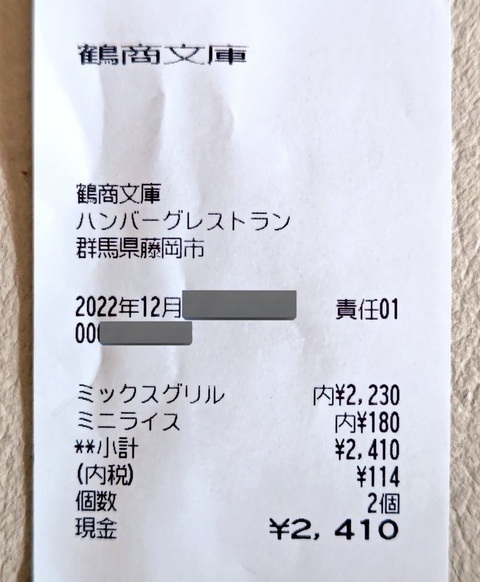 鶴商文庫
鶴商文庫
ハンバーグレストラン
群馬県藤岡市
2022年12月 責任01
00
ミックスグリル 内¥2,230
ミニライス 内¥180
**小計 ¥2,410
(内税) ¥114
個数 2個
現金 ¥2,410